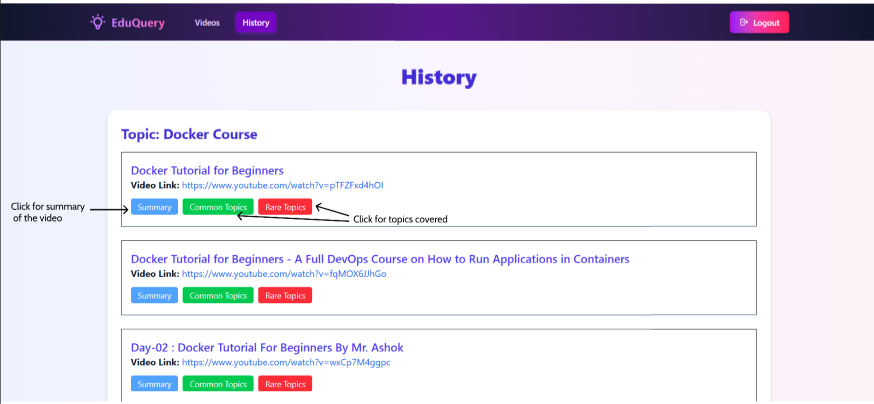 EduQuery Videos History Logout
History
Topic: Docker Course
Docker Tutorial for Beginners
Video Link: https://www.youtube.com/watch?v=pTFZFxd4hOI
Click for summary
of the video
Summary Common Topics Rare Topics
Click for topics covered
Docker Tutorial for Beginners - A Full DevOps Course on How to Run Applications in Containers
Video Link: https://www.youtube.com/watch?v=fqMOX6JJhGo
Summary Common Topics Rare Topics
Day-02 : Docker Tutorial For Beginners By Mr. Ashok
Video Link: https://www.youtube.com/watch?v=wxCp7M4ggpc
Summary Common Topics Rare Topics